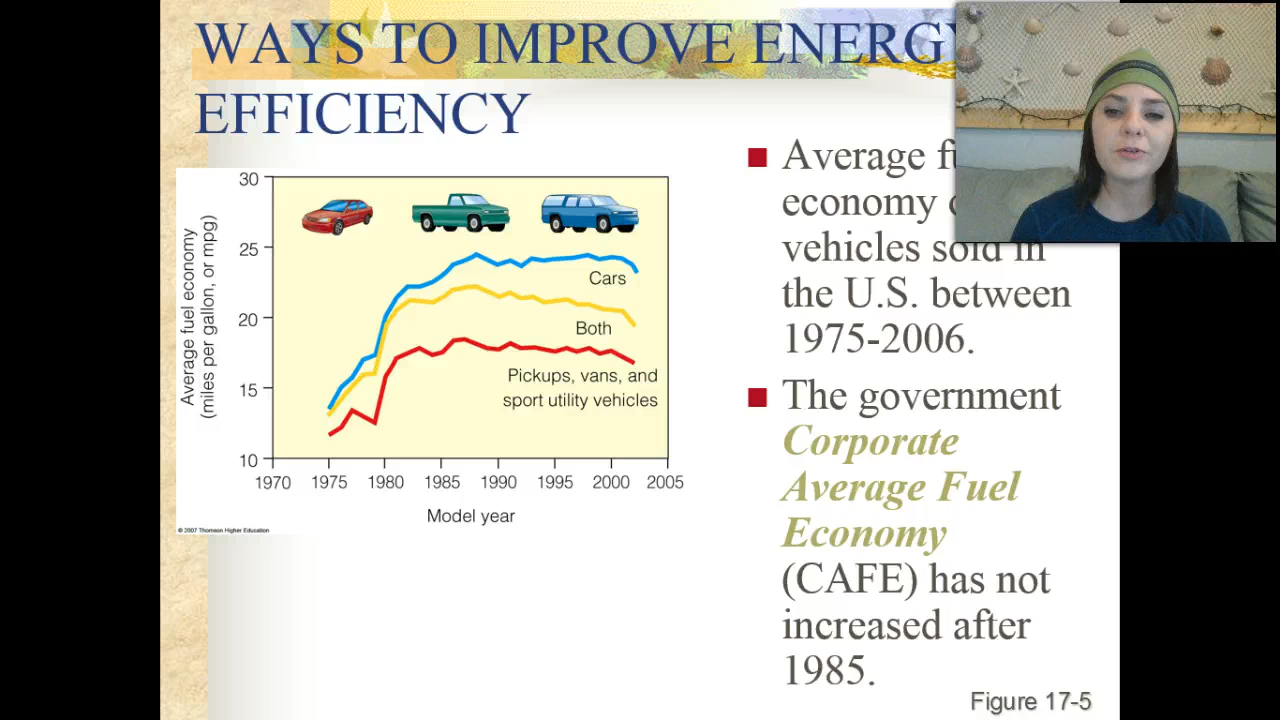 WAYS TO IMPROVE ENERGY
EFFICIENCY
Average
economy
vehicles sold in
the U.S. between
1975-2006.
The government
Corporate
Average Fuel
Economy
(CAFE) has not
increased after
1985.
Figure 17-5
Average fuel economy
(miles per gallon, or mpg)
30
25
20
15
10
Cars
Both
Pickups, vans, and
sport utility vehicles
1970 1975 1980 1985 1990 1995 2000 2005
Model year
© 2007 Thomson Higher Education